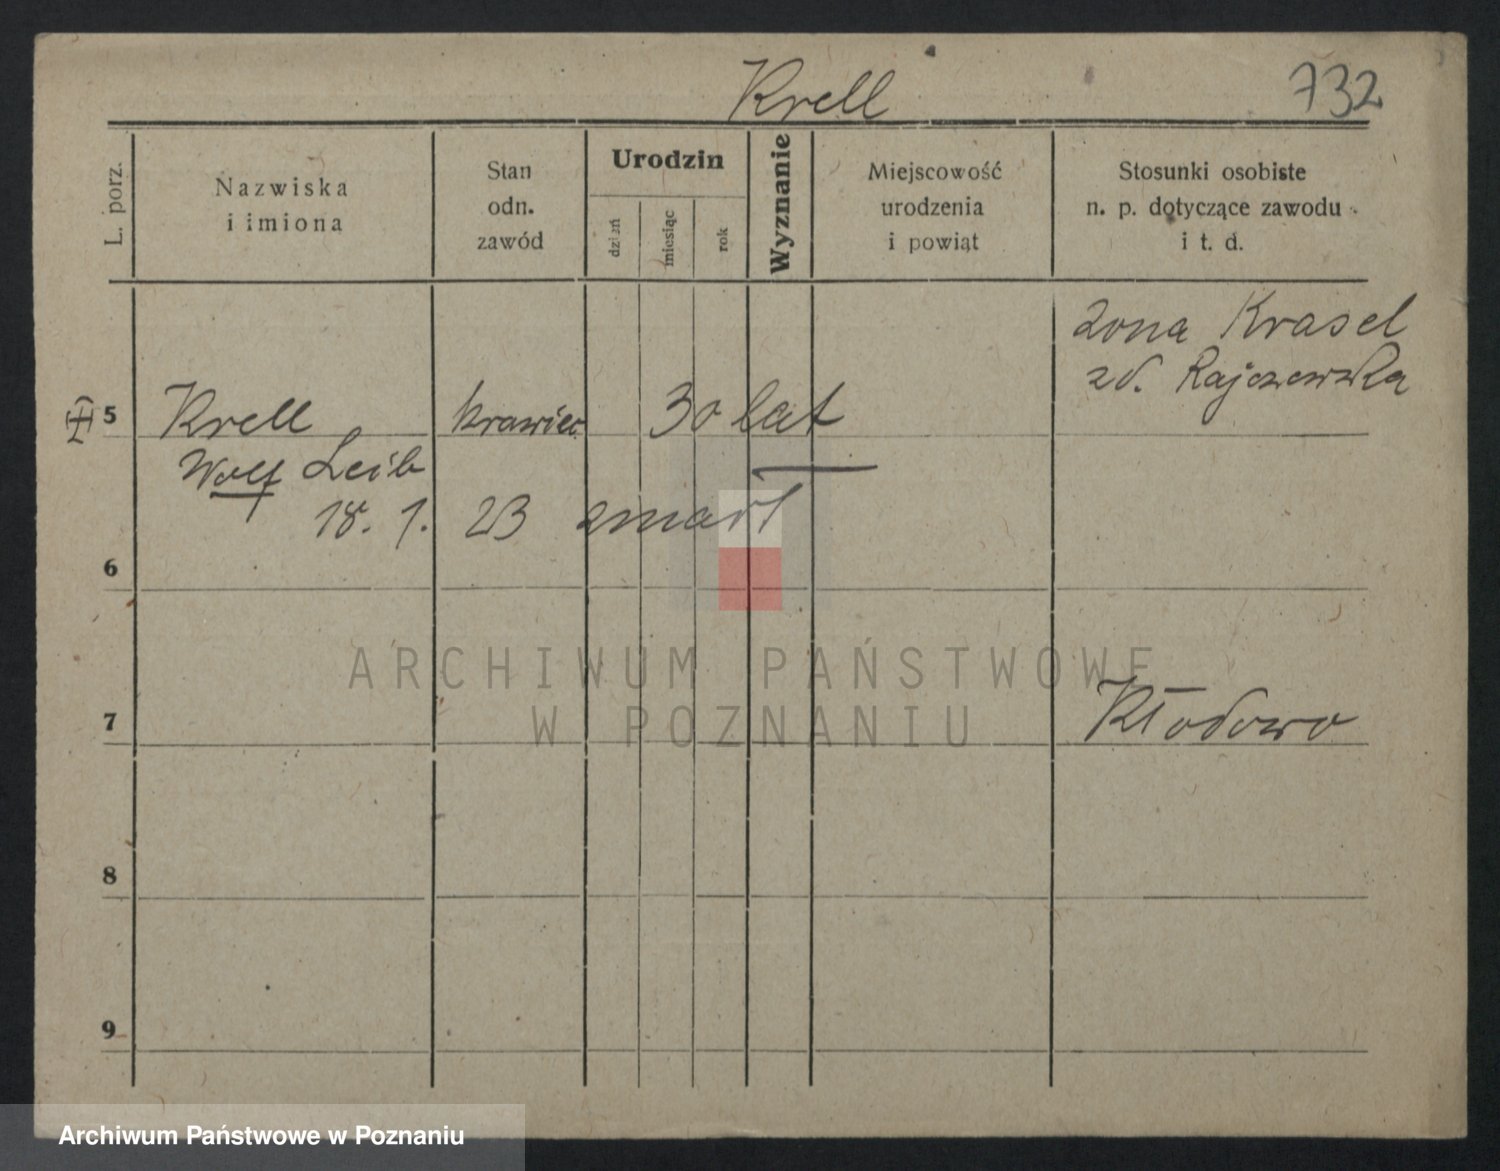 Krell 732
L. porz.
Nazwiska
i imiona
Stan
odn.
zawód
Urodzin
dzień
miesiąc
rok
Wyznanie
Miejscowość
urodzenia
i powiąt
Stosunki osobiste
n. p. dotyczące zawodu
i t. d.
żona Krasel
zd. Rajczewska
5 Krell krawiec 30 lat
Wolf Leib
18. 1. 23 zmarł
6
ARCHIWUM PAŃSTWOWE
W POZNANIU
7 Kłodowo
8
9
Archiwum Państwowe w Poznaniu